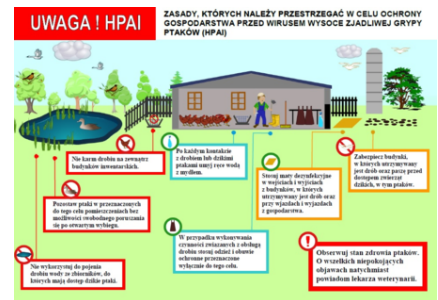 UWAGA ! HPAI
ZASADY, KTÓRYCH NALEŻY PRZESTRZEGAĆ W CELU OCHRONY
GOSPODARSTWA PRZED WIRUSEM WYSOCE ZJADLIWEJ GRYPY
PTAKÓW (HPAI)
Nie karm drobiu na zewnątrz
budynków inwentarskich.
Po każdym kontakcie
z drobiem lub dzikimi
ptakami umyj ręce wodą
z mydłem.
Zabezpiecz budynki,
w których utrzymywany
jest drób oraz paszę przed
dostępem zwierząt
dzikich, w tym ptaków.
Stosuj maty dezynfekcyjne
w wejściach i wyjściach
z budynków, w których
utrzymywany jest drób oraz
przy wjazdach i wyjazdach
z gospodarstwa.
Pozostaw ptaki w przeznaczonych
do tego celu pomieszczeniach bez
możliwości swobodnego poruszania
się po otwartym wybiegu.
W przypadku wykonywania
czynności związanych z obsługą
drobiu stosuj odzież i obuwie
ochronne przeznaczone
wyłącznie do tego celu.
Nie wykorzystuj do pojenia
drobiu wody ze zbiorników, do
których mają dostęp dzikie ptaki.
Obserwuj stan zdrowia ptaków.
O wszelkich niepokojących
objawach natychmiast
powiadom lekarza weterynarii.